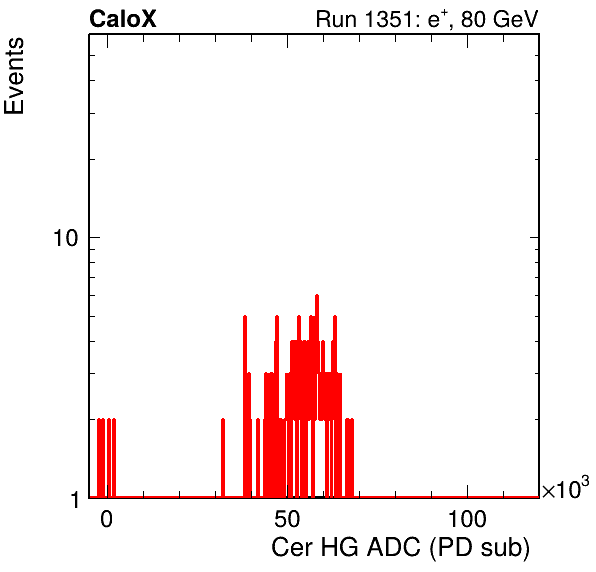 CaloX Run 1351: e⁺, 80 GeV
Events
10
1
0 50 100 ×10³
Cer HG ADC (PD sub)